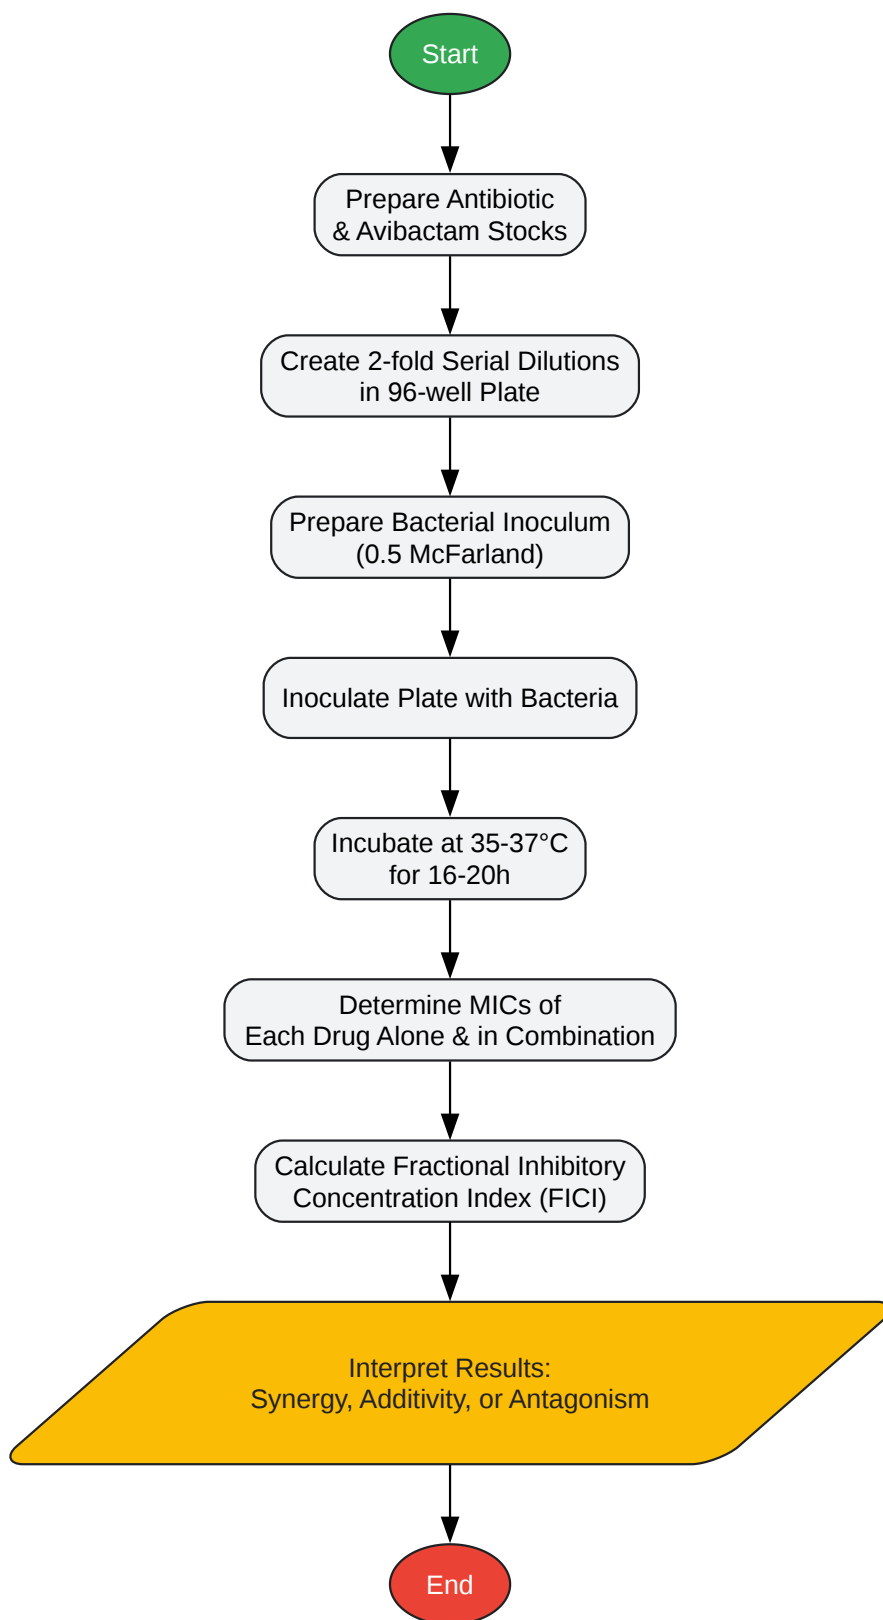 Start
Prepare Antibiotic
& Avibactam Stocks
Create 2-fold Serial Dilutions
in 96-well Plate
Prepare Bacterial Inoculum
(0.5 McFarland)
Inoculate Plate with Bacteria
Incubate at 35-37°C
for 16-20h
Determine MICs of
Each Drug Alone & in Combination
Calculate Fractional Inhibitory
Concentration Index (FICI)
Interpret Results:
Synergy, Additivity, or Antagonism
End